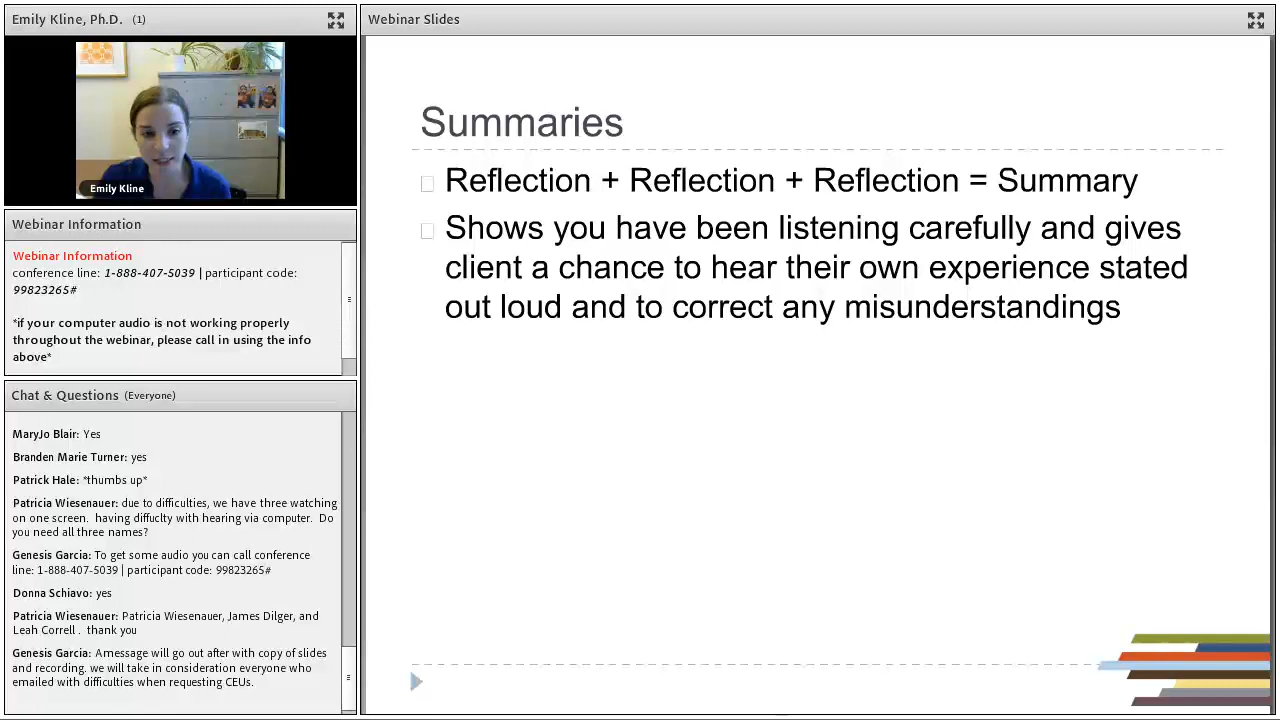 Emily Kline, Ph.D. (1)
Emily Kline
Webinar Information
Webinar Information
conference line: 1-888-407-5039 | participant code:
99823265#
*if your computer audio is not working properly
throughout the webinar, please call in using the info
above*
Chat & Questions (Everyone)
MaryJo Blair: Yes
Branden Marie Turner: yes
Patrick Hale: *thumbs up*
Patricia Wiesenauer: due to difficulties, we have three watching
on one screen. having diffuclty with hearing via computer. Do
you need all three names?
Genesis Garcia: To get some audio you can call conference
line: 1-888-407-5039 | participant code: 99823265#
Donna Schiavo: yes
Patricia Wiesenauer: Patricia Wiesenauer, James Dilger, and
Leah Correll . thank you
Genesis Garcia: Amessage will go out after with copy of slides
and recording. we will take in consideration everyone who
emailed with difficulties when requesting CEUs.
Webinar Slides
Summaries
Reflection + Reflection + Reflection = Summary
Shows you have been listening carefully and gives
client a chance to hear their own experience stated
out loud and to correct any misunderstandings